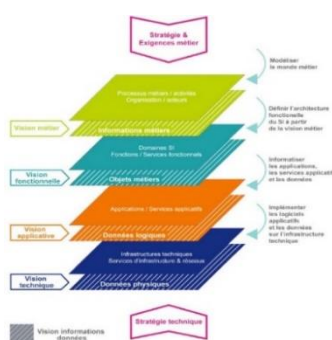 Stratégie &
Exigences métier
Modéliser
le monde métier
Processus métiers / activités
Organisation / acteurs
Vision métier
Informations métiers
Définir l'architecture
fonctionnelle
du SI à partir
de la vision métier
Domaines SI
Fonctions / Services fonctionnels
Vision
fonctionnelle
Objets métiers
Informatiser
les applications,
les services applicatifs
et les données
Applications / Services applicatifs
Vision
applicative
Données logiques
Implémenter
les logiciels
applicatifs
et les données
sur l'infrastructure
technique
Infrastructures techniques
Services d'infrastructure & réseaux
Vision
technique
Données physiques
Stratégie technique
Vision informations
données